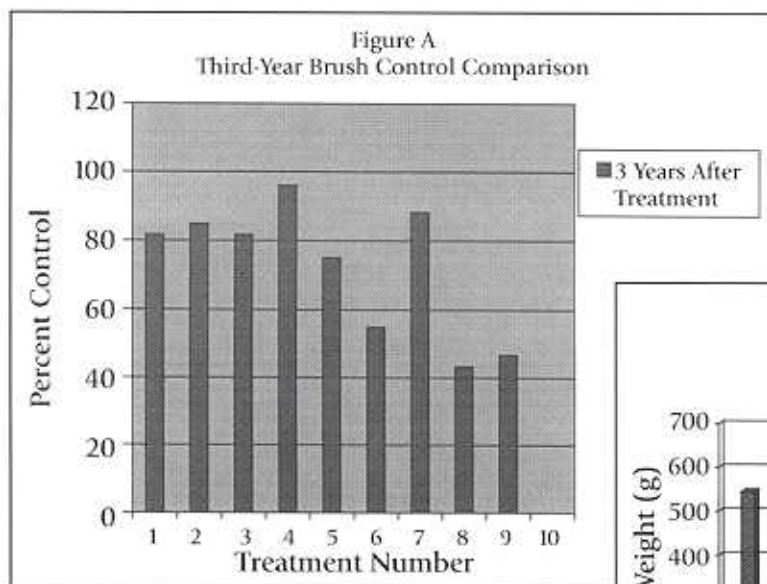 Figure A
Third-Year Brush Control Comparison
120
100
80
60
40
20
0
Percent Control
1 2 3 4 5 6 7 8 9 10
Treatment Number
3 Years After
Treatment
700
600
500
400
Weight (g)